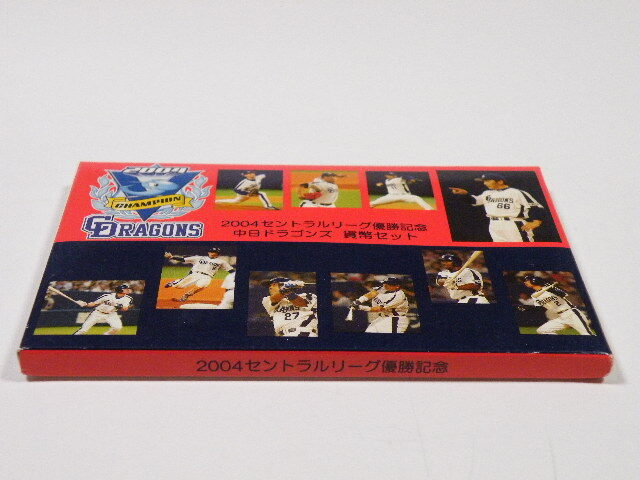 2004
CHAMPION
DRAGONS
2004セントラルリーグ優勝記念
中日ドラゴンズ 貨幣セット
DRAGONS
66
27
2004セントラルリーグ優勝記念